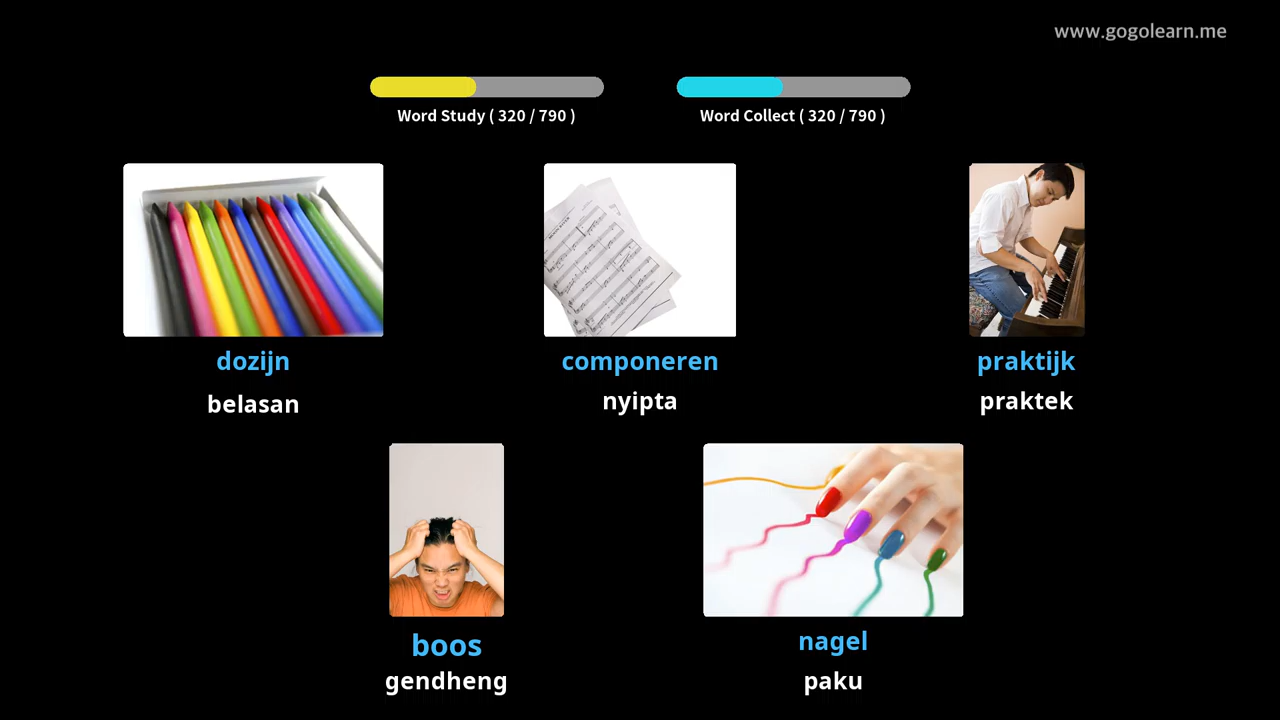 www.gogolearn.me
Word Study ( 320 / 790 )
Word Collect ( 320 / 790 )
dozijn
belasan
componeren
nyipta
praktijk
praktek
boos
gendheng
nagel
paku